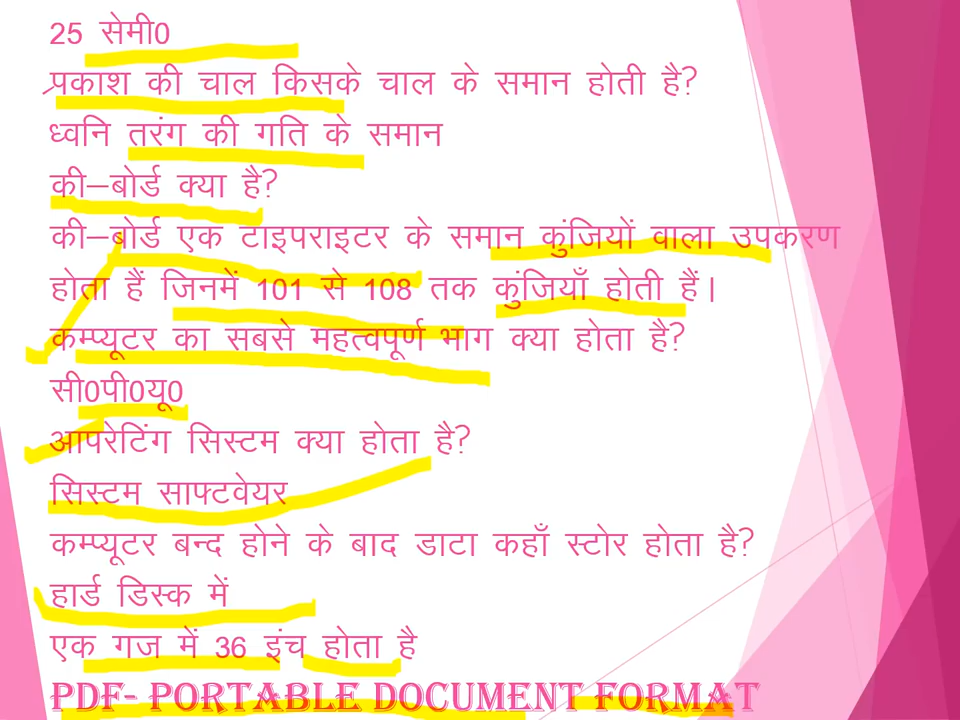 25 सेमी0
प्रकाश की चाल किसके चाल के समान होती है?
ध्वनि तरंग की गति के समान
की–बोर्ड क्या है?
की–बोर्ड एक टाइपराइटर के समान कुंजियों वाला उपकरण
होता हैं जिनमें 101 से 108 तक कुंजियाँ होती हैं।
कम्प्यूटर का सबसे महत्वपूर्ण भाग क्या होता है?
सी0पी0यू0
आपरेटिंग सिस्टम क्या होता है?
सिस्टम साफ्टवेयर
कम्प्यूटर बन्द होने के बाद डाटा कहाँ स्टोर होता है?
हार्ड डिस्क में
एक गज में 36 इंच होता है
PDF- PORTABLE DOCUMENT FORMAT